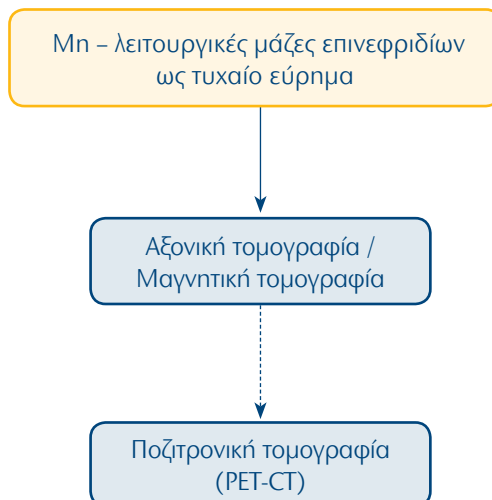 Μη – λειτουργικές μάζες επινεφριδίων
ως τυχαίο εύρημα
Αξονική τομογραφία /
Μαγνητική τομογραφία
Ποζιτρονική τομογραφία
(PET-CT)